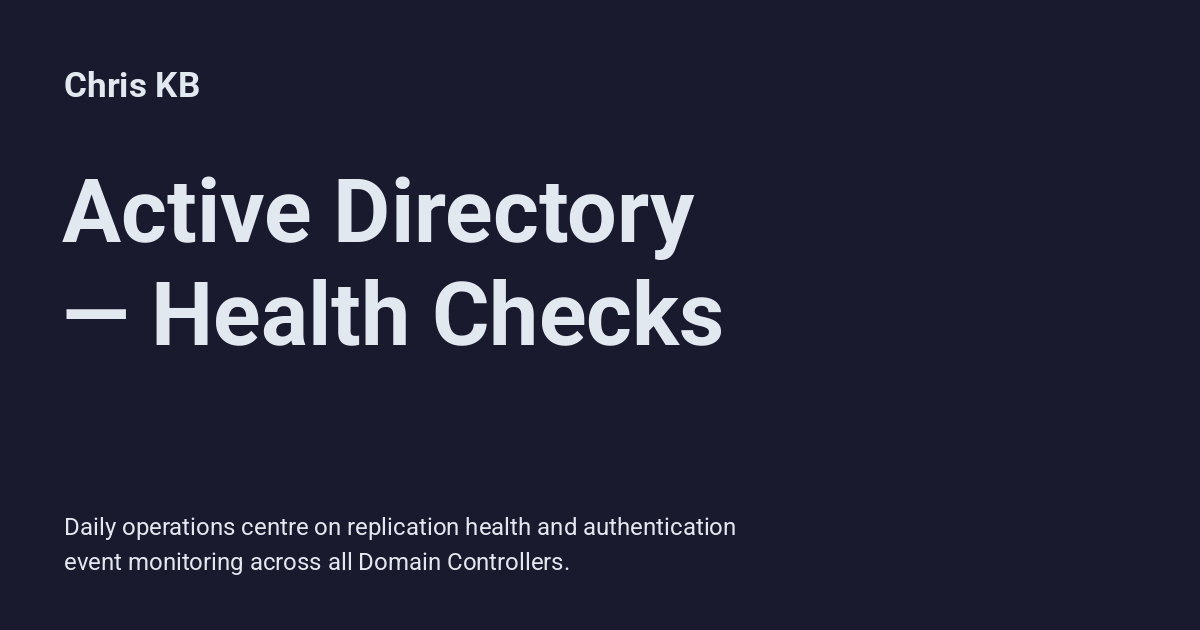 Chris KB
Active Directory
— Health Checks
Daily operations centre on replication health and authentication
event monitoring across all Domain Controllers.